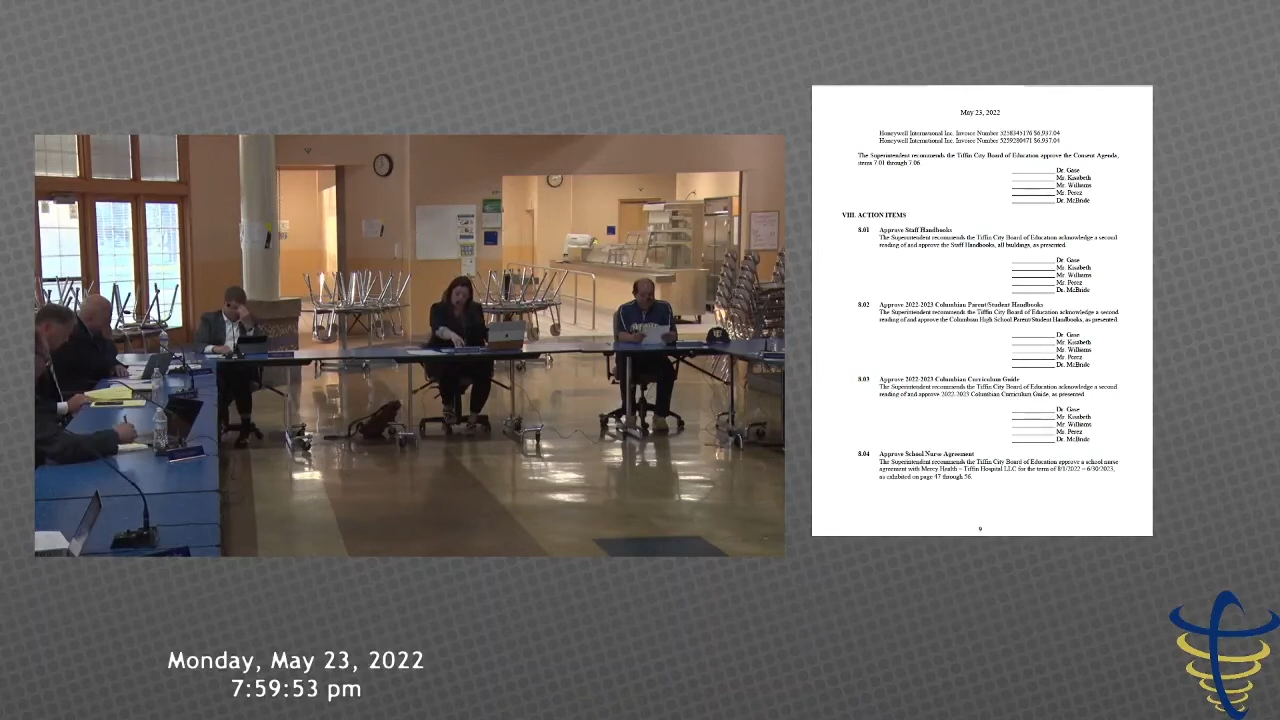 May 23, 2022
Honeywell International Inc. Invoice Number 5258345176 $6,937.04
Honeywell International Inc. Invoice Number 5259280471 $6,937.04
The Superintendent recommends the Tiffin City Board of Education approve the Consent Agenda,
items 7.01 through 7.06
Dr. Gase
Mr. Kisabeth
Mr. Williams
Mr. Perez
Dr. McBride
VIII. ACTION ITEMS
8.01 Approve Staff Handbooks
The Superintendent recommends the Tiffin City Board of Education acknowledge a second
reading of and approve the Staff Handbooks, all buildings, as presented.
Dr. Gase
Mr. Kisabeth
Mr. Williams
Mr. Perez
Dr. McBride
8.02 Approve 2022-2023 Columbian Parent/Student Handbooks
The Superintendent recommends the Tiffin City Board of Education acknowledge a second
reading of and approve the Columbian High School Parent/Student Handbooks, as presented.
Dr. Gase
Mr. Kisabeth
Mr. Williams
Mr. Perez
Dr. McBride
8.03 Approve 2022-2023 Columbian Curriculum Guide
The Superintendent recommends the Tiffin City Board of Education acknowledge a second
reading of and approve 2022-2023 Columbian Curriculum Guide, as presented
Dr. Gase
Mr. Kisabeth
Mr. Williams
Mr. Perez
Dr. McBride
8.04 Approve School Nurse Agreement
The Superintendent recommends the Tiffin City Board of Education approve a school nurse
agreement with Mercy Health – Tiffin Hospital LLC for the term of 8/1/2022 – 6/30/2023,
as exhibited on page 47 through 56.
9
Monday, May 23, 2022
7:59:53 pm